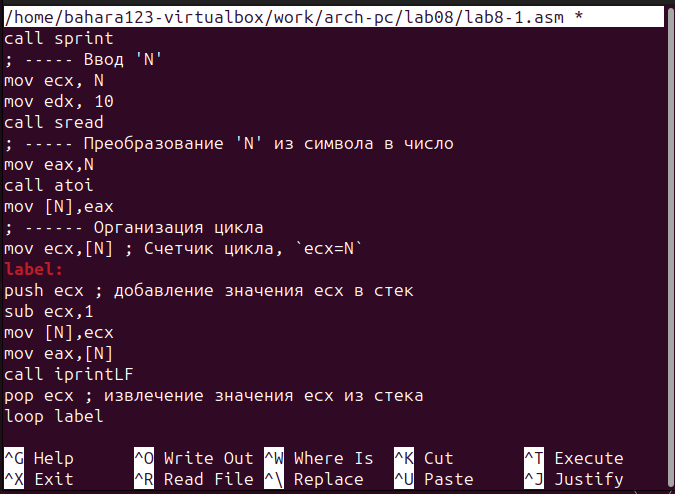 /home/bahara123-virtualbox/work/arch-pc/lab08/lab8-1.asm *
call sprint
; ----- Ввод 'N'
mov ecx, N
mov edx, 10
call sread
; ----- Преобразование 'N' из символа в число
mov eax,N
call atoi
mov [N],eax
; ------ Организация цикла
mov ecx,[N] ; Счетчик цикла, `ecx=N`
label:
push ecx ; добавление значения ecx в стек
sub ecx,1
mov [N],ecx
mov eax,[N]
call iprintLF
pop ecx ; извлечение значения ecx из стека
loop label
^G Help ^O Write Out ^W Where Is ^K Cut ^T Execute
^X Exit ^R Read File ^\ Replace ^U Paste ^J Justify